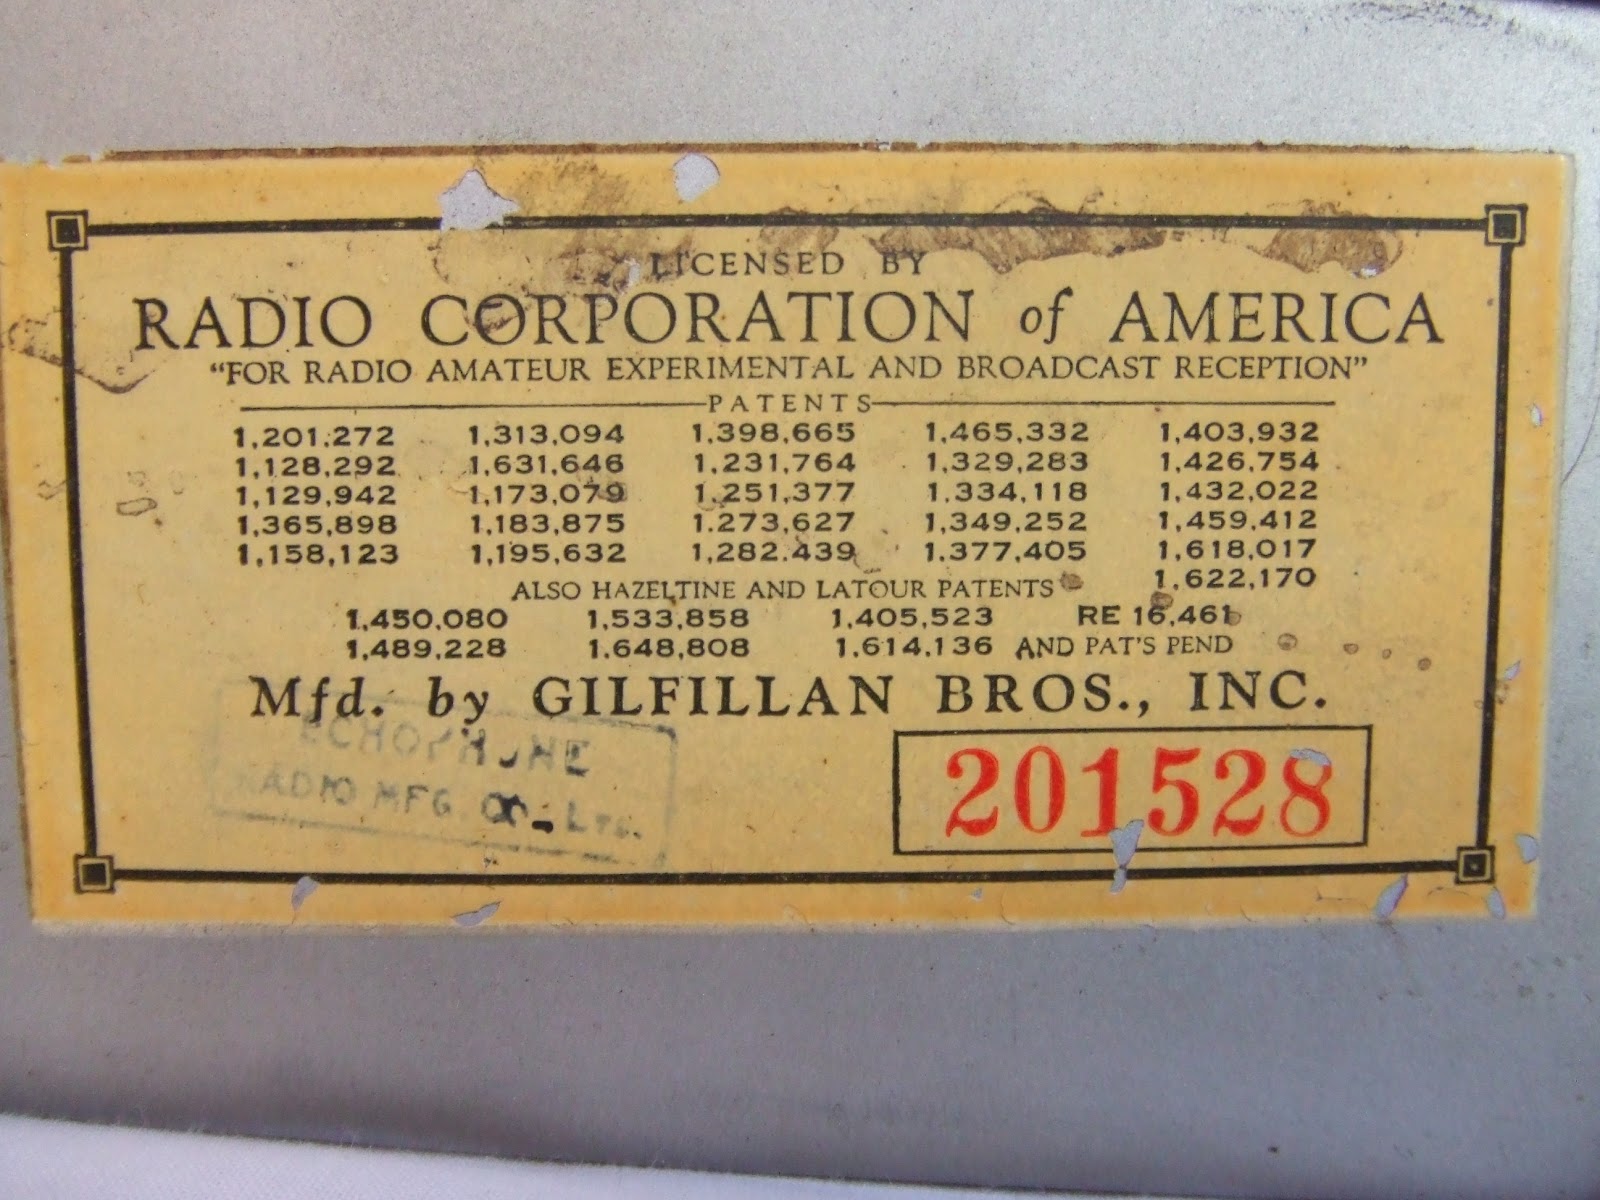 LICENSED BY
RADIO CORPORATION of AMERICA
"FOR RADIO AMATEUR EXPERIMENTAL AND BROADCAST RECEPTION"
PATENTS
1,201,272 1,313,094 1,398,665 1,465,332 1,403,932
1,128,292 1,631,646 1,231,764 1,329,283 1,426,754
1,129,942 1,173,079 1,251,377 1,334,118 1,432,022
1,365,898 1,183,875 1,273,627 1,349,252 1,459,412
1,158,123 1,195,632 1,282,439 1,377,405 1,618,017
ALSO HAZELTINE AND LATOUR PATENTS 1,622,170
1,450,080 1,533,858 1,405,523 RE 16,461
1,489,228 1,648,808 1,614,136 AND PAT'S PEND
Mfd. by GILFILLAN BROS., INC.
ECHOPHONE
RADIO MFG. CO. LTD.
201528